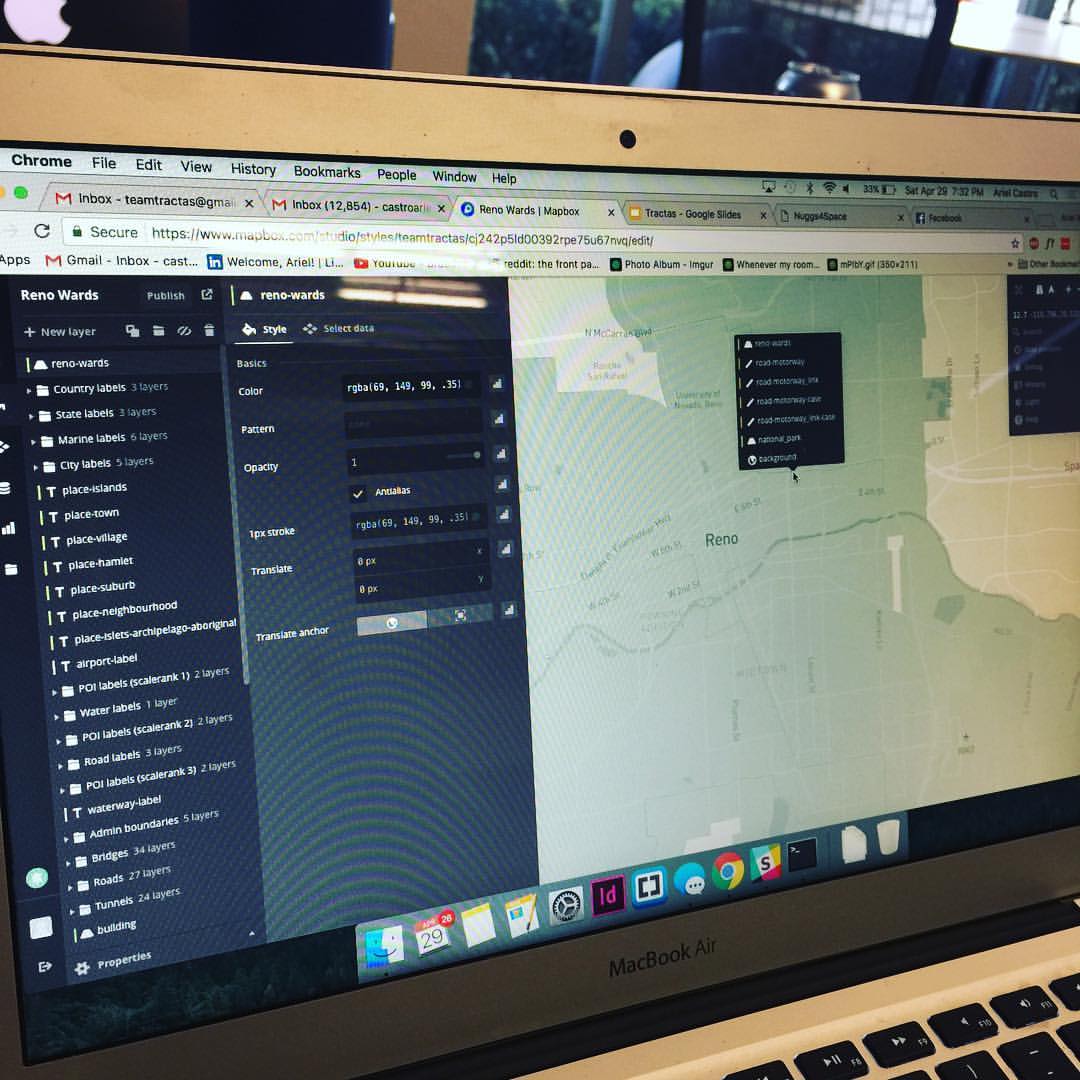 Chrome File Edit View History Bookmarks People Window Help
33% Sat Apr 29 7:32 PM Ariel Castro
Inbox - teamtractas@gmai
Inbox (12,854) - castroarie
Reno Wards | Mapbox
Tractas - Google Slides
Nuggs4Space
Facebook
Secure https://www.mapbox.com/studio/styles/teamtractas/cj242p5ld00392rpe75u67nvq/edit/
Apps
Gmail - Inbox - cast...
Welcome, Ariel! | Li...
YouTube
reddit: the front pa...
Photo Album - Imgur
Whenever my room...
mPlbY.gif (350×211)
Other Bookmarks
Reno Wards
Publish
New layer
reno-wards
Country labels 3 layers
State labels 3 layers
Marine labels 6 layers
City labels 5 layers
place-islands
place-town
place-village
place-hamlet
place-suburb
place-neighbourhood
place-islets-archipelago-aboriginal
airport-label
POI labels (scalerank 1) 2 layers
Water labels 1 layer
POI labels (scalerank 2) 2 layers
Road labels 3 layers
POI labels (scalerank 3) 2 layers
waterway-label
Admin boundaries 5 layers
Bridges 34 layers
Roads 27 layers
Tunnels 24 layers
building
Properties
reno-wards
Style
Select data
Basics
Color rgba(69, 149, 99, .35)
Pattern none
Opacity 1
Antialias
1px stroke rgba(69, 149, 99, .35)
Translate 0 px x
0 px y
Translate anchor
N McCarran Blvd
Rancho
San Rafael
University of
Nevada, Reno
reno-wards
road-motorway
road-motorway_link
road-motorway-case
road-motorway_link-case
national_park
background
E 6th St
E 4th St
Reno
W 6th St
W 4th St
W 2nd St
Spa
APR
29
26
Id
S
MacBook Air
F8
F9
F10
F11